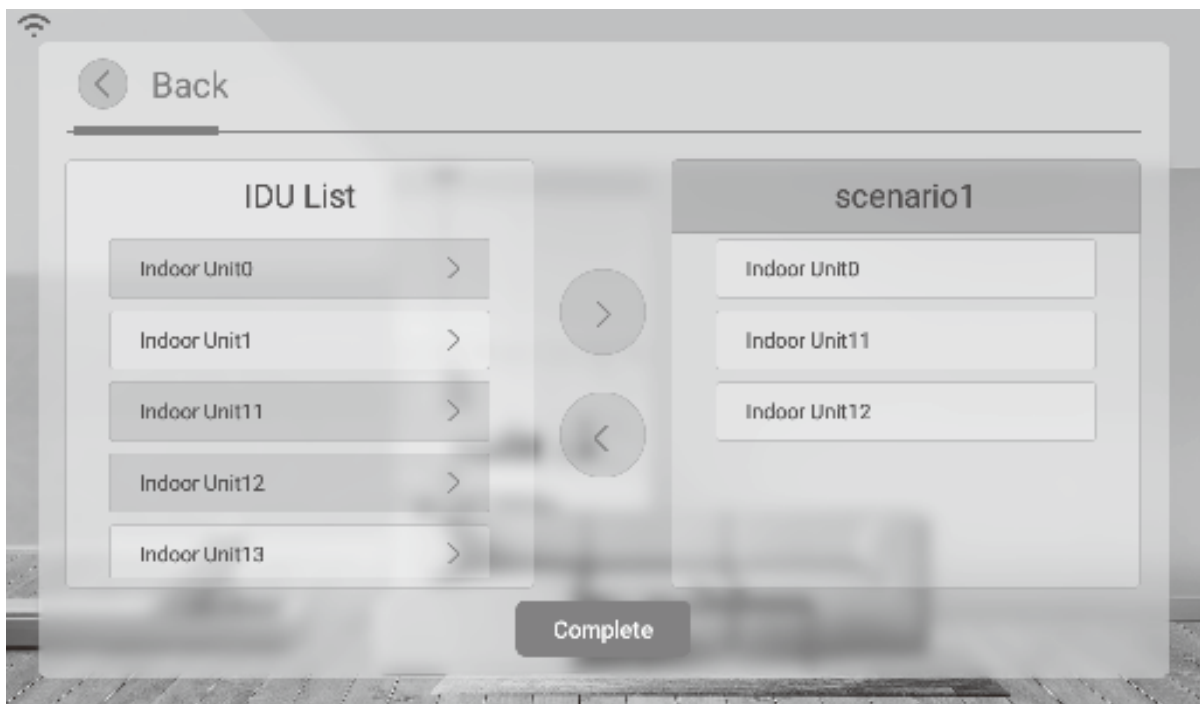 Back
IDU List
Indoor Unit0
Indoor Unit1
Indoor Unit11
Indoor Unit12
Indoor Unit13
scenario1
Indoor Unit0
Indoor Unit11
Indoor Unit12
Complete